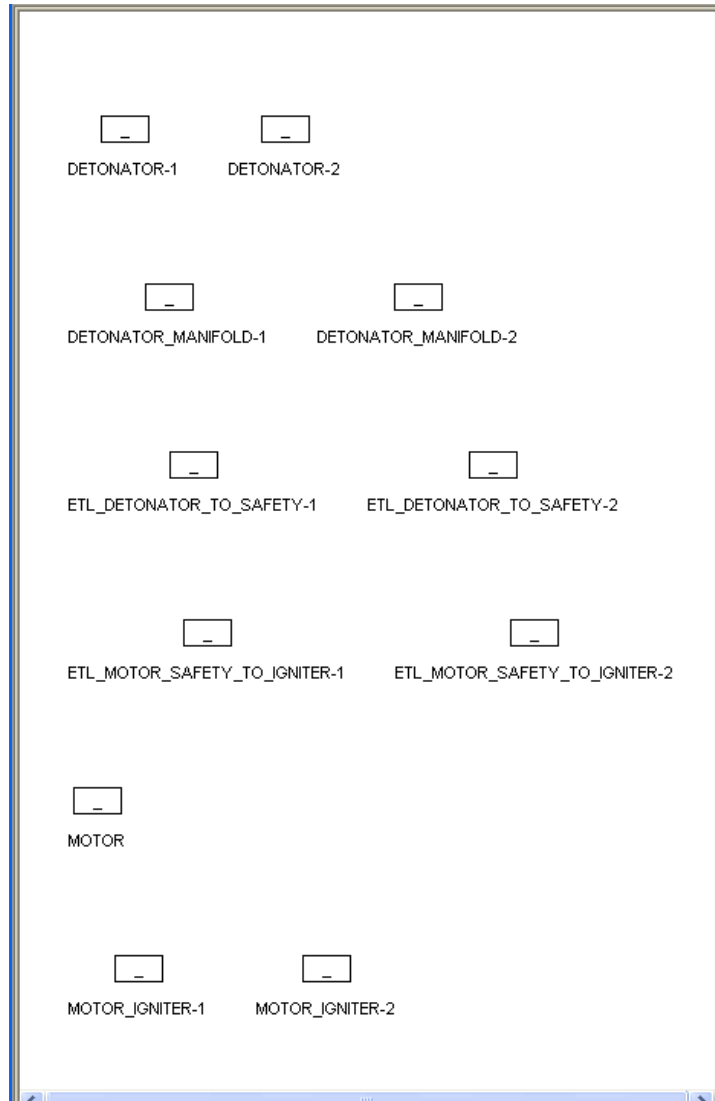 DETONATOR-1 DETONATOR-2
DETONATOR_MANIFOLD-1 DETONATOR_MANIFOLD-2
ETL_DETONATOR_TO_SAFETY-1 ETL_DETONATOR_TO_SAFETY-2
ETL_MOTOR_SAFETY_TO_IGNITER-1 ETL_MOTOR_SAFETY_TO_IGNITER-2
MOTOR
MOTOR_IGNITER-1 MOTOR_IGNITER-2